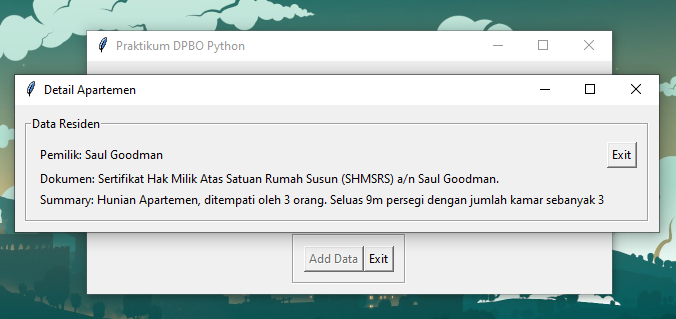 Praktikum DPBO Python
Detail Apartemen
Data Residen
Pemilik: Saul Goodman
Exit
Dokumen: Sertifikat Hak Milik Atas Satuan Rumah Susun (SHMSRS) a/n Saul Goodman.
Summary: Hunian Apartemen, ditempati oleh 3 orang. Seluas 9m persegi dengan jumlah kamar sebanyak 3
Add Data Exit